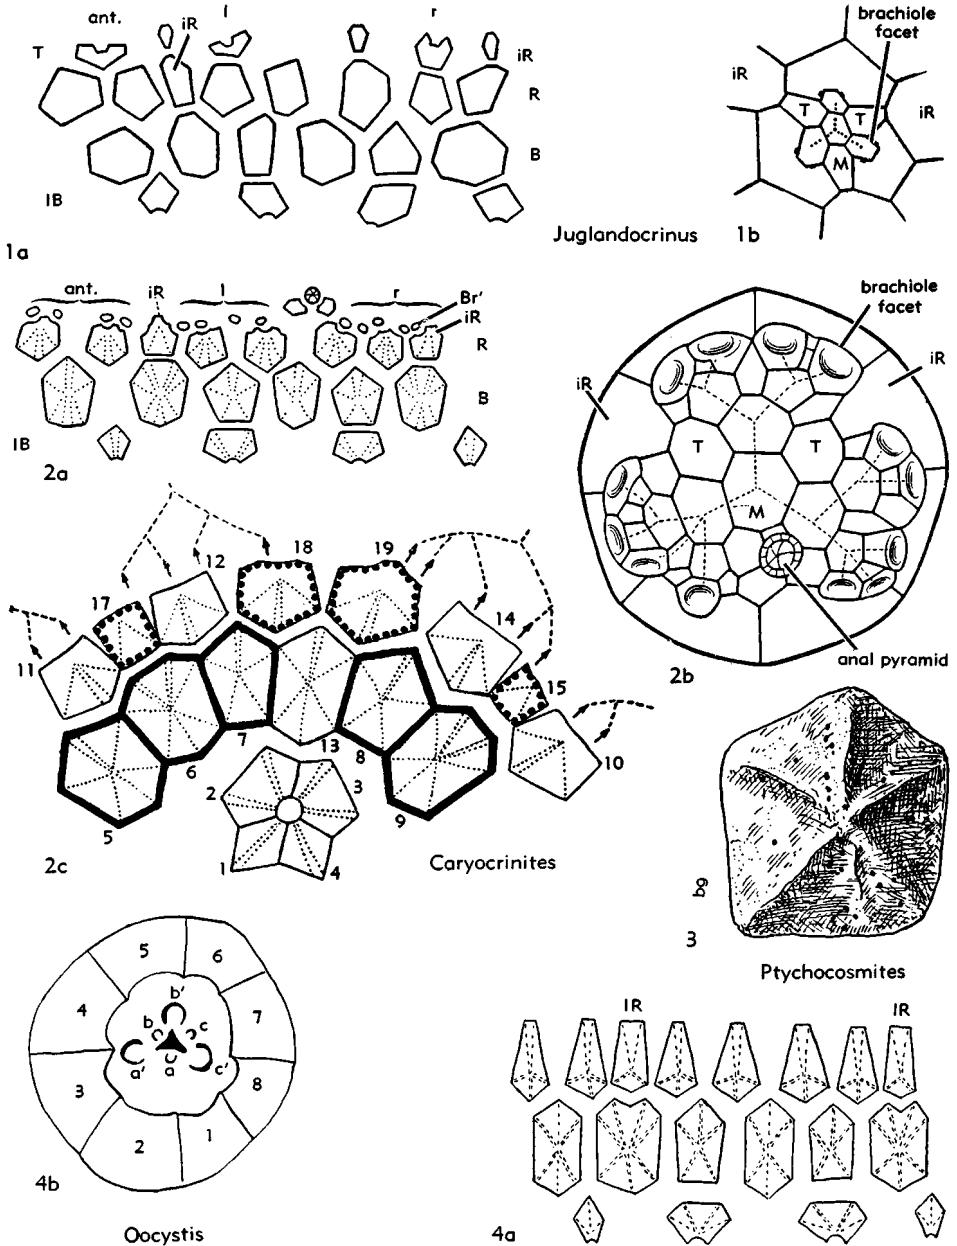 ant.
iR
l
r
T
iR
R
B
IB
1a
brachiole
facet
iR
T
T
iR
M
Juglandocrinus
1b
ant.
iR
l
r
Br'
iR
R
B
IB
2a
brachiole
facet
iR
iR
T
T
M
anal pyramid
2b
18
19
12
17
14
11
15
7
13
6
8
10
2
3
5
9
1
4
2c
Caryocrinites
bg
3
Ptychocosmites
5
6
4
b'
7
b
c
a'
a
c'
3
8
2
1
4b
Oocystis
IR
IR
4a